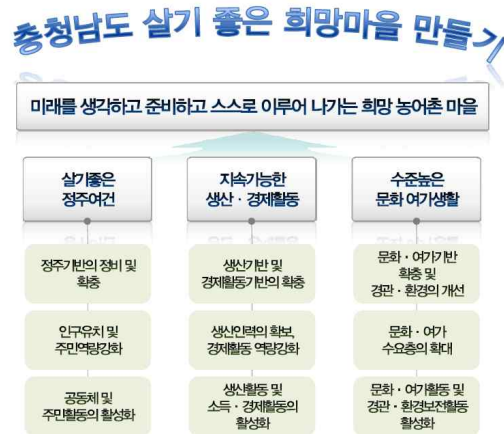 충청남도 살기 좋은 희망마을 만들기
미래를 생각하고 준비하고 스스로 이루어 나가는 희망 농어촌 마을
살기좋은
정주여건
지속가능한
생산 · 경제활동
수준높은
문화 여가생활
정주기반의 정비 및
확충
생산기반 및
경제활동기반의 확충
문화 · 여가기반
확충 및
경관 · 환경의 개선
인구유치 및
주민역량강화
생산인력의 확보,
경제활동 역량강화
문화 · 여가
수요층의 확대
공동체 및
주민활동의 활성화
생산활동 및
소득 · 경제활동의
활성화
문화 · 여가활동 및
경관 · 환경보전활동
활성화